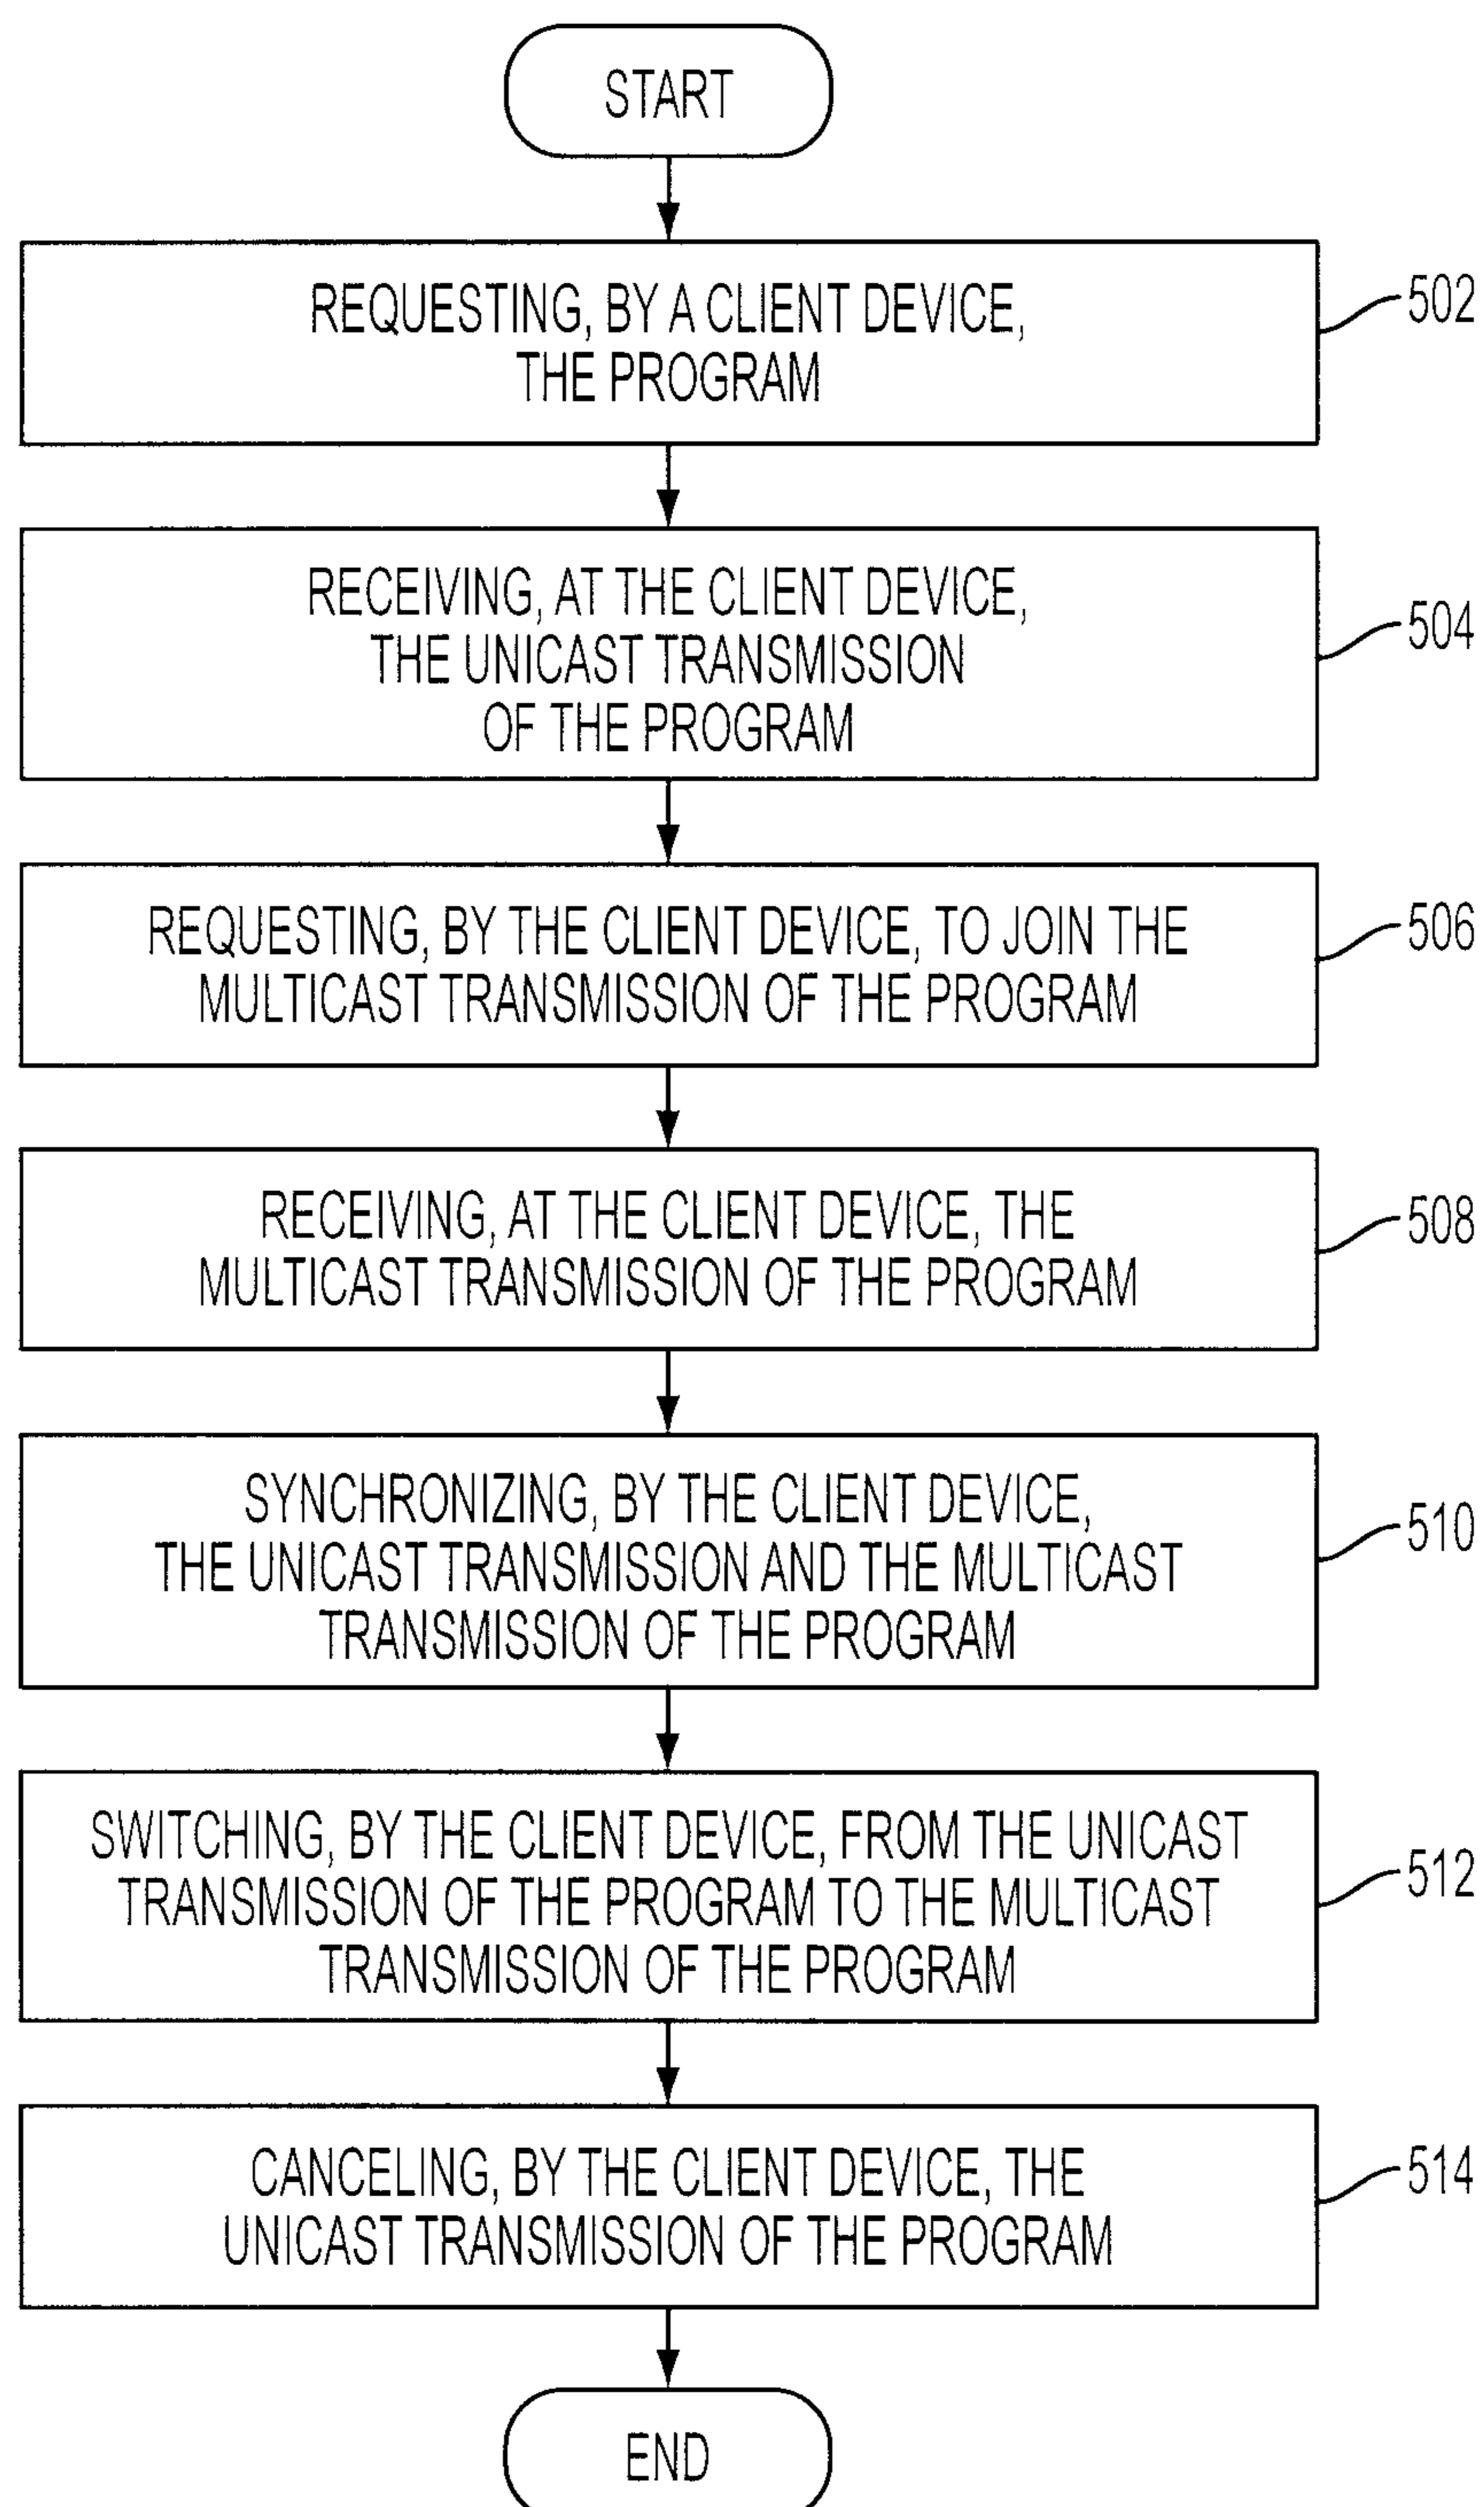 START
REQUESTING, BY A CLIENT DEVICE,
THE PROGRAM
502
RECEIVING, AT THE CLIENT DEVICE,
THE UNICAST TRANSMISSION
OF THE PROGRAM
504
REQUESTING, BY THE CLIENT DEVICE, TO JOIN THE
MULTICAST TRANSMISSION OF THE PROGRAM
506
RECEIVING, AT THE CLIENT DEVICE, THE
MULTICAST TRANSMISSION OF THE PROGRAM
508
SYNCHRONIZING, BY THE CLIENT DEVICE,
THE UNICAST TRANSMISSION AND THE MULTICAST
TRANSMISSION OF THE PROGRAM
510
SWITCHING, BY THE CLIENT DEVICE, FROM THE UNICAST
TRANSMISSION OF THE PROGRAM TO THE MULTICAST
TRANSMISSION OF THE PROGRAM
512
CANCELING, BY THE CLIENT DEVICE, THE
UNICAST TRANSMISSION OF THE PROGRAM
514
END